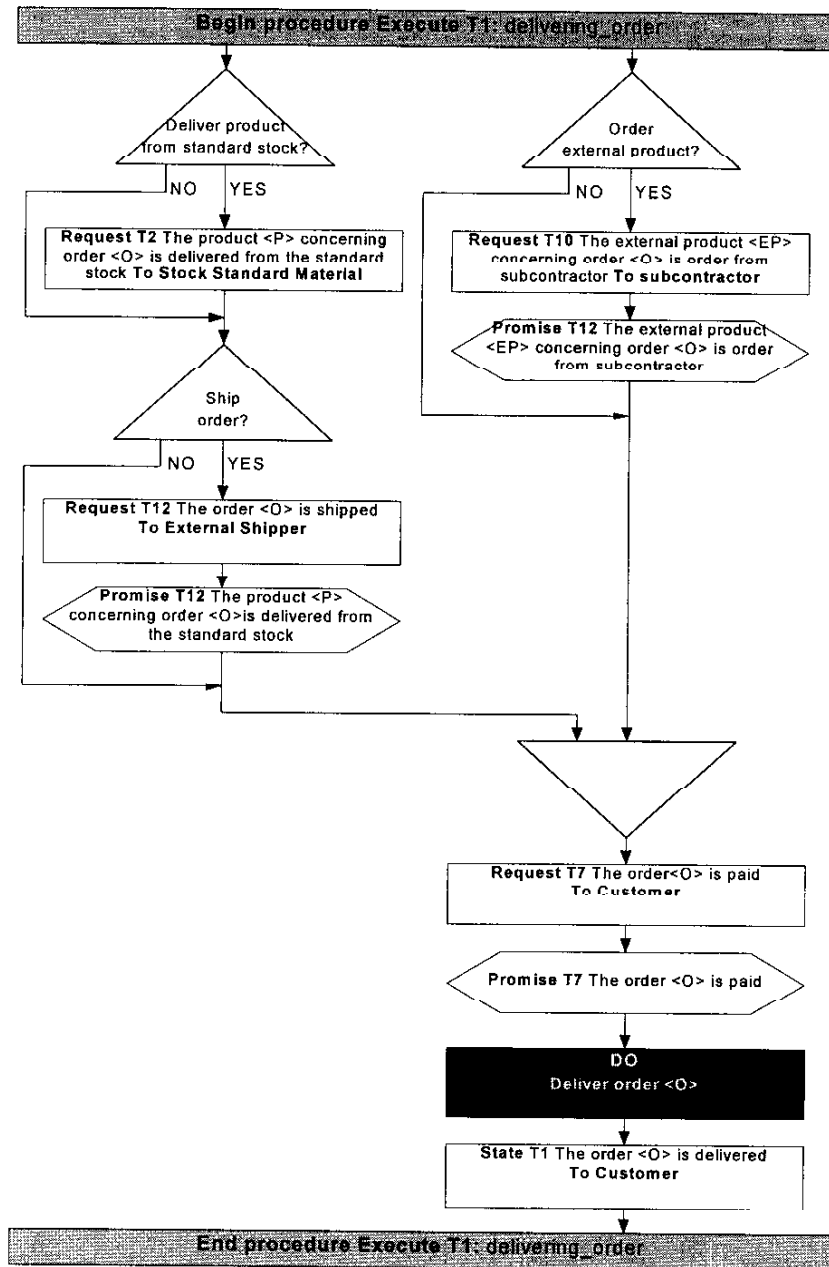 Begin procedure Execute T1: delivering_order
Deliver product
from standard stock?
NO YES
Request T2 The product <P> concerning
order <O> is delivered from the standard
stock To Stock Standard Material
Ship
order?
NO YES
Request T12 The order <O> is shipped
To External Shipper
Promise T12 The product <P>
concerning order <O>is delivered from
the standard stock
Order
external product?
NO YES
Request T10 The external product <EP>
concerning order <O> is order from
subcontractor To subcontractor
Promise T12 The external product
<EP> concerning order <O> is order
from subcontractor
Request T7 The order<O> is paid
To Customer
Promise T7 The order <O> is paid
DO
Deliver order <O>
State T1 The order <O> is delivered
To Customer
End procedure Execute T1: delivering_order